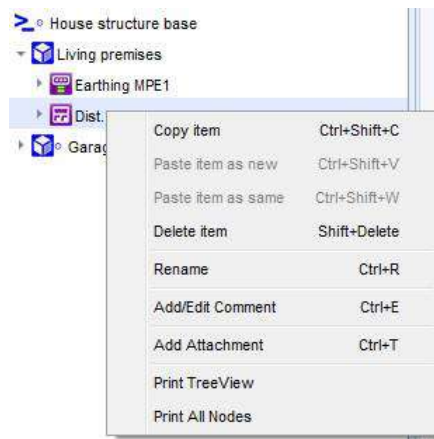 House structure base
Living premises
Earthing MPE1
Dist.
Garag
Copy item Ctrl+Shift+C
Paste item as new Ctrl+Shift+V
Paste item as same Ctrl+Shift+W
Delete item Shift+Delete
Rename Ctrl+R
Add/Edit Comment Ctrl+E
Add Attachment Ctrl+T
Print TreeView
Print All Nodes